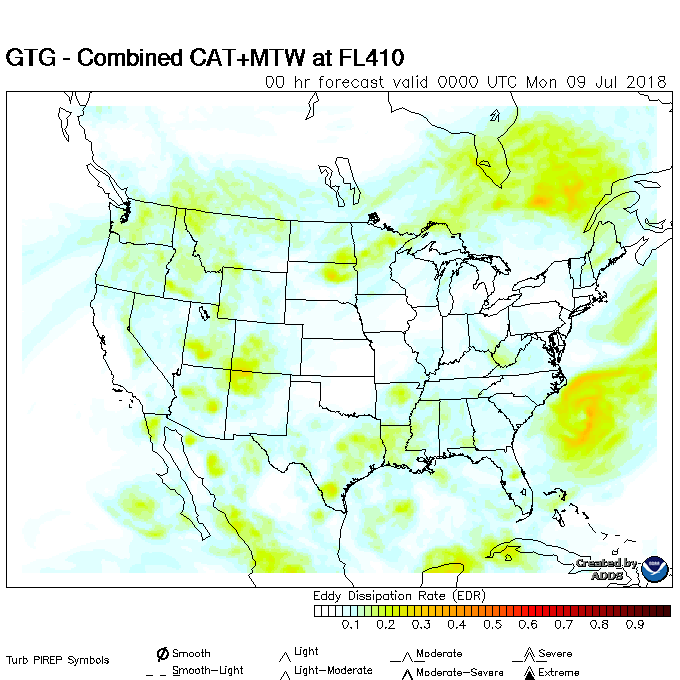 GTG - Combined CAT+MTW at FL410
00 hr forecast valid 0000 UTC Mon 09 Jul 2018
Created by
ADDS
Eddy Dissipation Rate (EDR)
0.1 0.2 0.3 0.4 0.5 0.6 0.7 0.8 0.9
Turb PIREP Symbols
Smooth Light Moderate Severe
Smooth-Light Light-Moderate Moderate-Severe Extreme